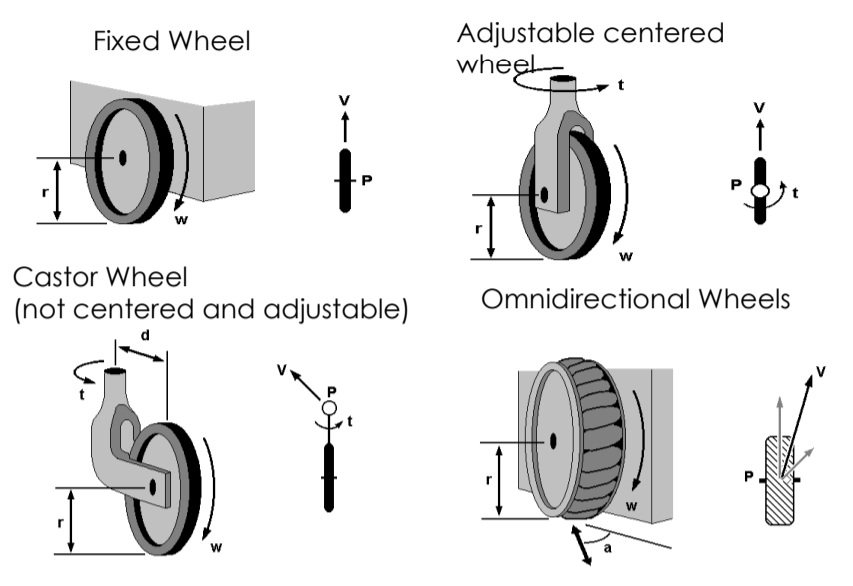 Fixed Wheel
V
r
P
w
Adjustable centered
wheel
t
V
P
t
r
w
Castor Wheel
(not centered and adjustable)
d
t
V
P
t
r
w
Omnidirectional Wheels
V
r
P
w
a